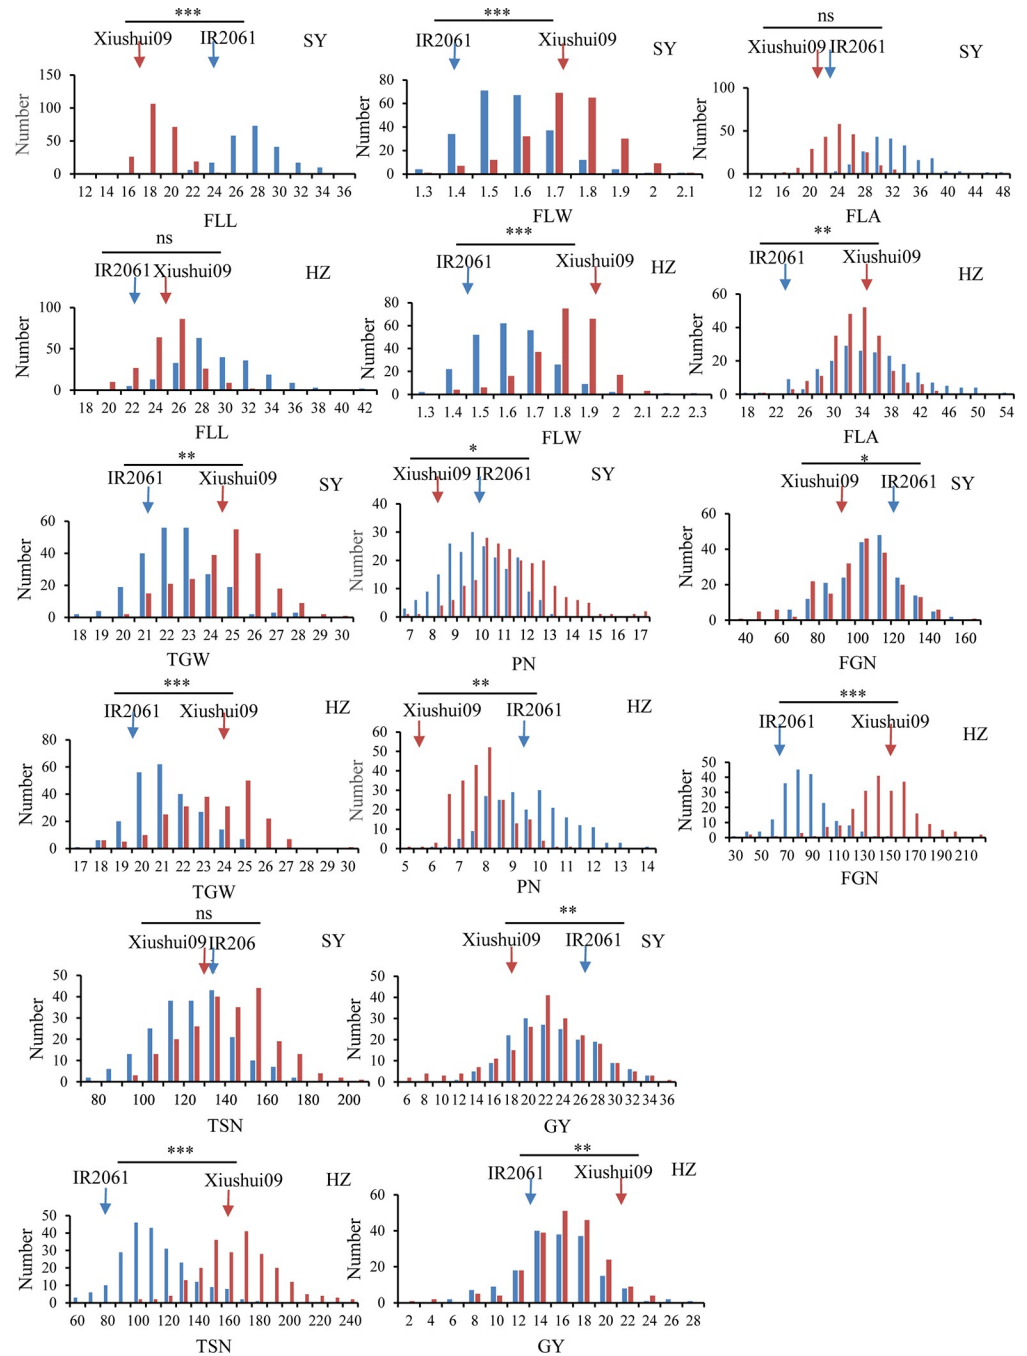 ***
Xiushui09 IR2061 SY
150
100
50
0
Number
12 14 16 18 20 22 24 26 28 30 32 34 36
FLL
***
IR2061 Xiushui09 SY
80
60
40
20
0
Number
1.3 1.4 1.5 1.6 1.7 1.8 1.9 2 2.1
FLW
ns
Xiushui09 IR2061 SY
100
50
0
Number
12 16 20 24 28 32 36 40 44 48
FLA
ns
IR2061 Xiushui09 HZ
100
50
0
Number
18 20 22 24 26 28 30 32 34 36 38 40 42
FLL
***
IR2061 Xiushui09 HZ
80
60
40
20
0
Number
1.3 1.4 1.5 1.6 1.7 1.8 1.9 2 2.1 2.2 2.3
FLW
**
IR2061 Xiushui09 HZ
60
40
20
0
Number
18 22 26 30 34 38 42 46 50 54
FLA
**
IR2061 Xiushui09 SY
60
40
20
0
Number
18 19 20 21 22 23 24 25 26 27 28 29 30
TGW
*
Xiushui09 IR2061 SY
40
30
20
10
0
Number
7 8 9 10 11 12 13 14 15 16 17
PN
*
Xiushui09 IR2061 SY
60
40
20
0
Number
40 60 80 100 120 140 160
FGN
***
IR2061 Xiushui09 HZ
80
60
40
20
0
Number
17 18 19 20 21 22 23 24 25 26 27 28 29 30
TGW
**
Xiushui09 IR2061 HZ
60
50
40
30
20
10
0
Number
5 6 7 8 9 10 11 12 13 14
PN
***
IR2061 Xiushui09 HZ
50
40
30
20
10
0
Number
30 50 70 90 110 130 150 170 190 210
FGN
ns
Xiushui09 IR206 SY
50
40
30
20
10
0
Number
80 100 120 140 160 180 200
TSN
**
Xiushui09 IR2061 SY
50
40
30
20
10
0
Number
6 8 10 12 14 16 18 20 22 24 26 28 30 32 34 36
GY
***
IR2061 Xiushui09 HZ
50
40
30
20
10
0
Number
60 80 100 120 140 160 180 200 220 240
TSN
**
IR2061 Xiushui09 HZ
60
40
20
0
Number
2 4 6 8 10 12 14 16 18 20 22 24 26 28
GY